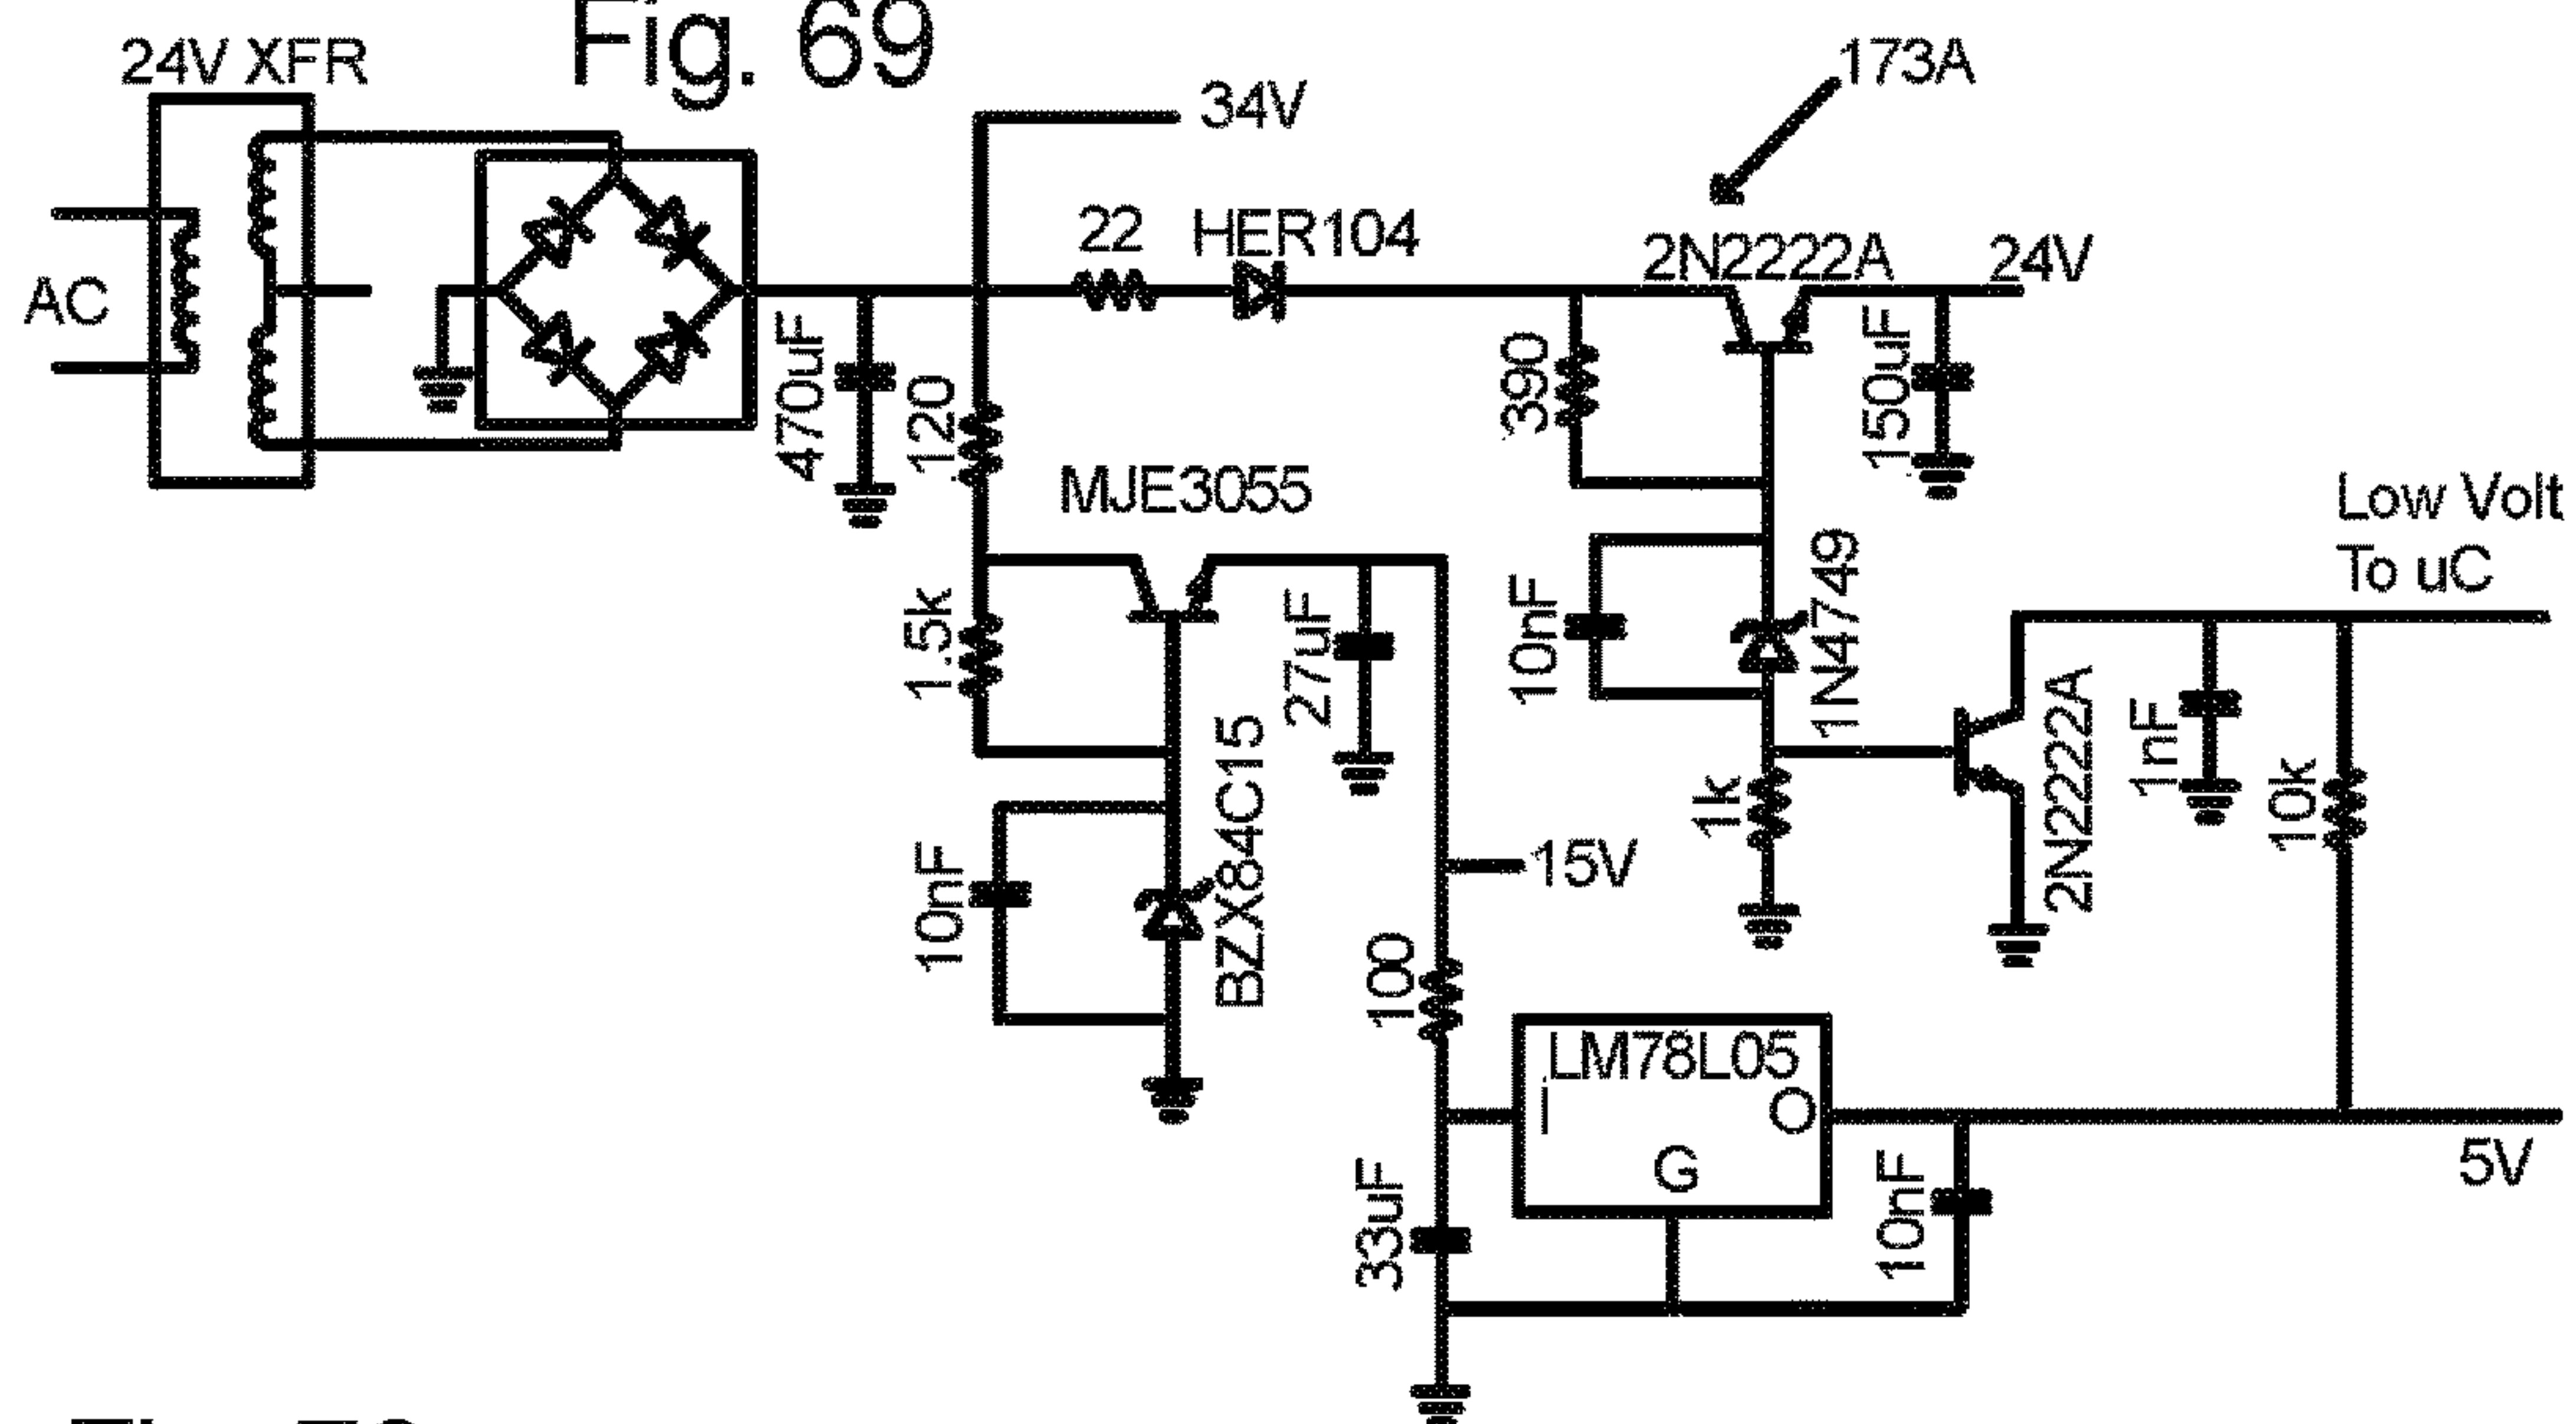 Fig. 69
24V XFR
AC
34V
173A
22
HER104
2N2222A
24V
470uF
120
390
150uF
MJE3055
Low Volt
To uC
1.5k
27uF
10nF
1N4749
BZX84C15
10nF
1k
2N222A
1nF
10k
15V
100
LM78L05
i
O
G
33uF
10nF
5V